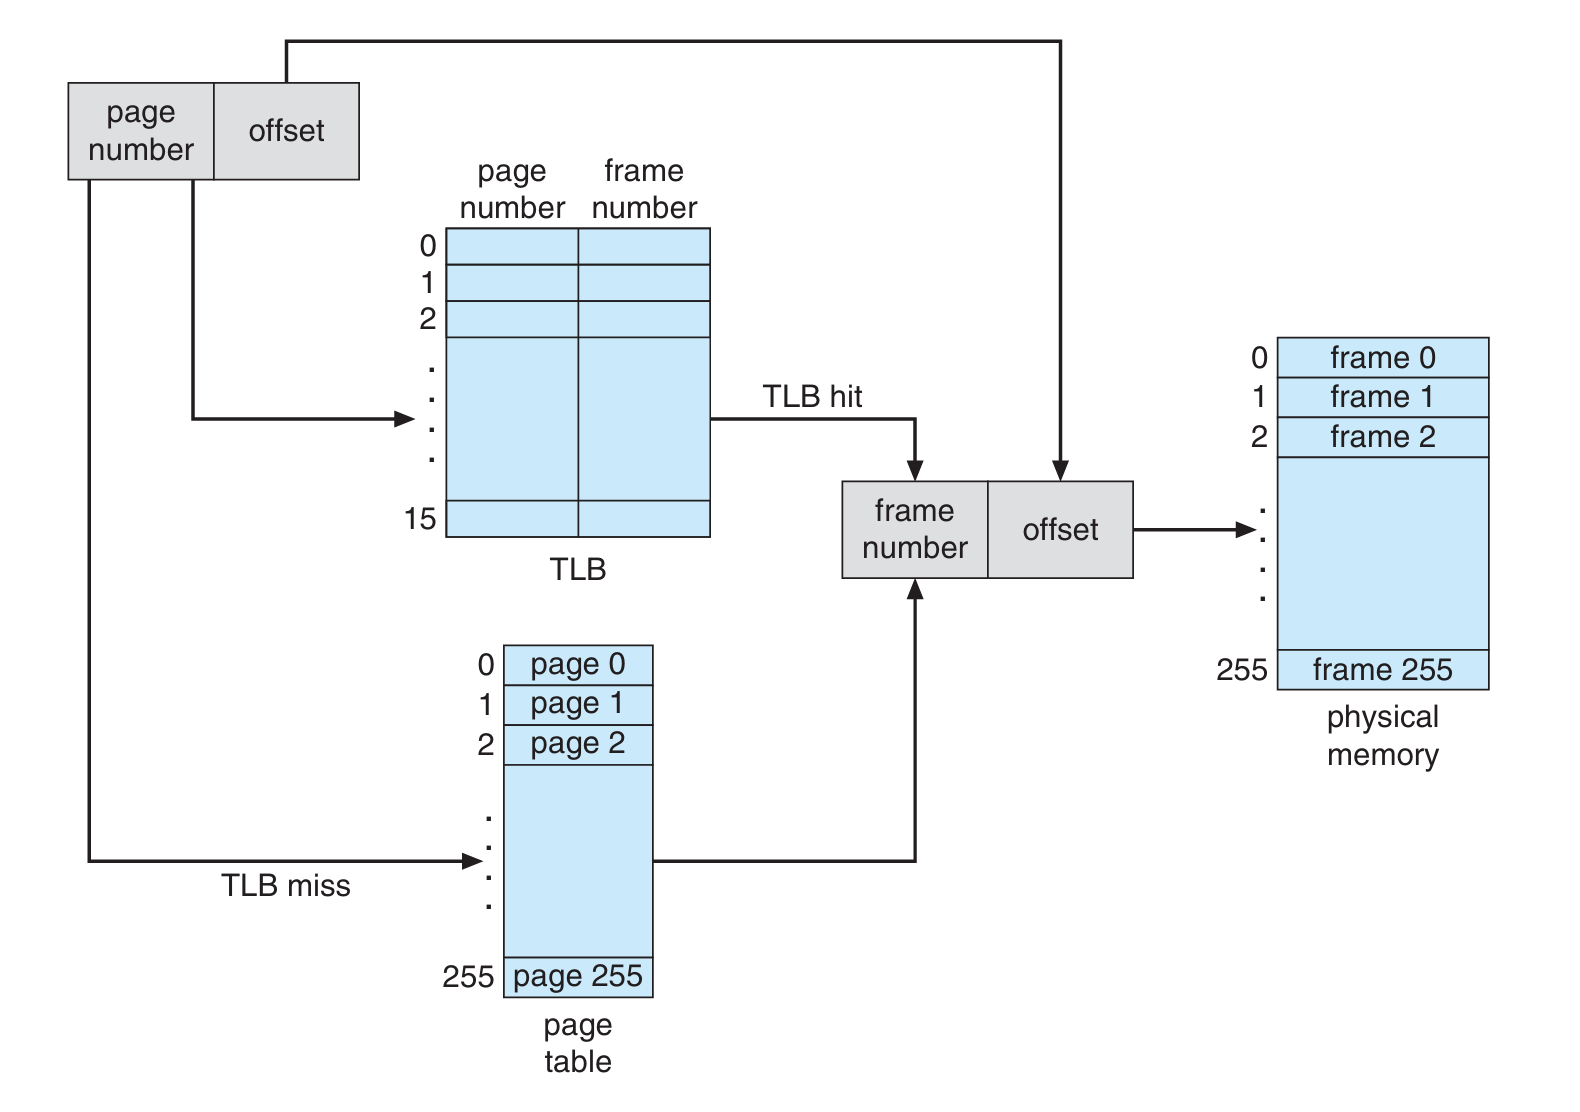 page
number
offset
page
number
frame
number
0
1
2
.
.
.
.
15
TLB
TLB hit
frame
number
offset
0
frame 0
1
frame 1
2
frame 2
.
.
.
.
255
frame 255
physical
memory
0
page 0
1
page 1
2
page 2
.
.
.
.
TLB miss
255
page 255
page
table